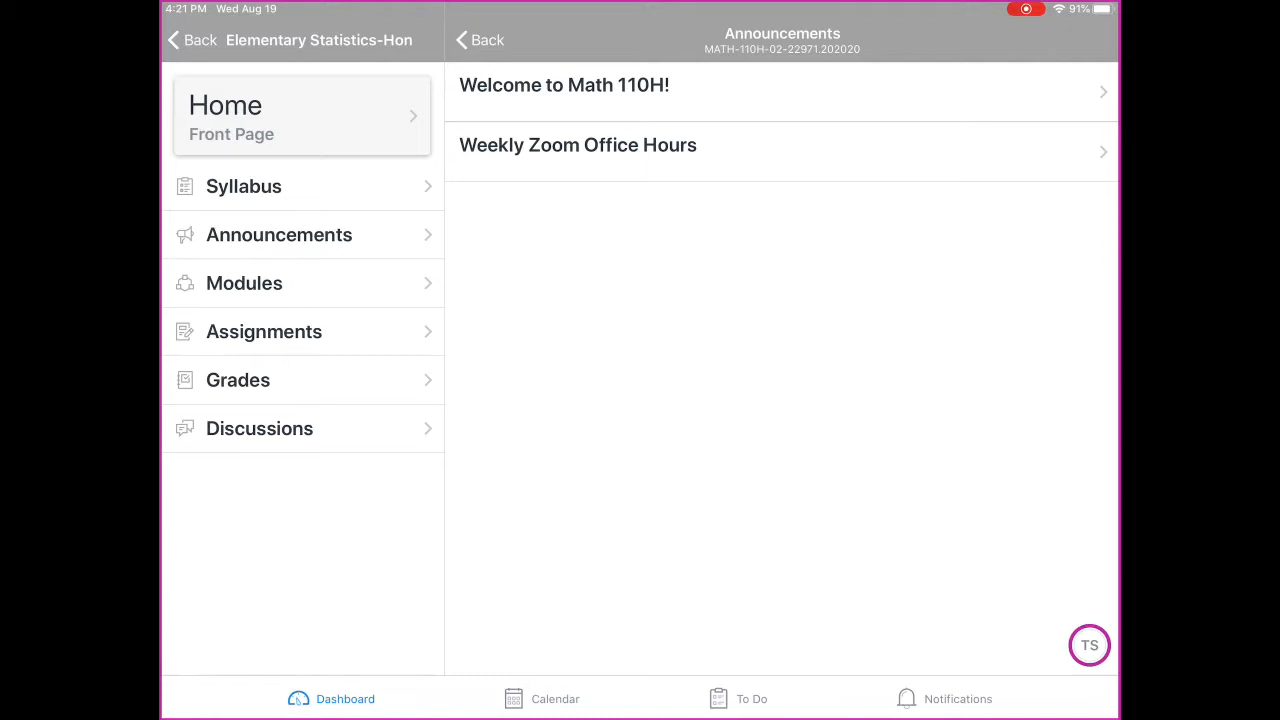 4:21 PM Wed Aug 19
91%
Back Elementary Statistics-Hon
Back
Announcements
MATH-110H-02-22971.202020
Home
Front Page
Syllabus
Announcements
Modules
Assignments
Grades
Discussions
Welcome to Math 110H!
Weekly Zoom Office Hours
TS
Dashboard
Calendar
To Do
Notifications